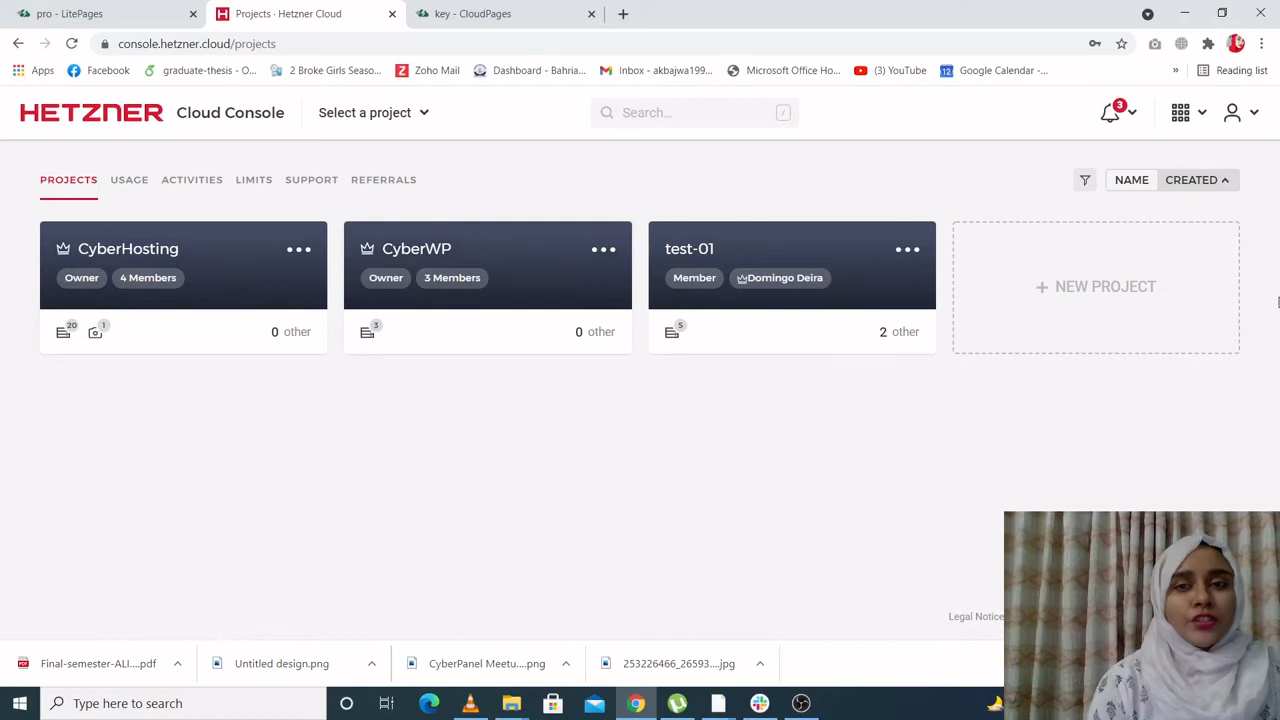 pro - LitePages
Projects · Hetzner Cloud
key - CloudPages
console.hetzner.cloud/projects
Apps
Facebook
graduate-thesis - O...
2 Broke Girls Seaso...
Zoho Mail
Dashboard - Bahria...
Inbox - akbajwa199...
Microsoft Office Ho...
(3) YouTube
12
Google Calendar -...
»
Reading list
HETZNER
Cloud Console
Select a project
Search...
/
3
PROJECTS
USAGE
ACTIVITIES
LIMITS
SUPPORT
REFERRALS
NAME
CREATED
CyberHosting
Owner
4 Members
20
1
0 other
CyberWP
Owner
3 Members
3
0 other
test-01
Member
Domingo Deira
5
2 other
+ NEW PROJECT
Legal Notice
Final-semester-ALI....pdf
Untitled design.png
CyberPanel Meetu....png
253226466_26593....jpg
Type here to search